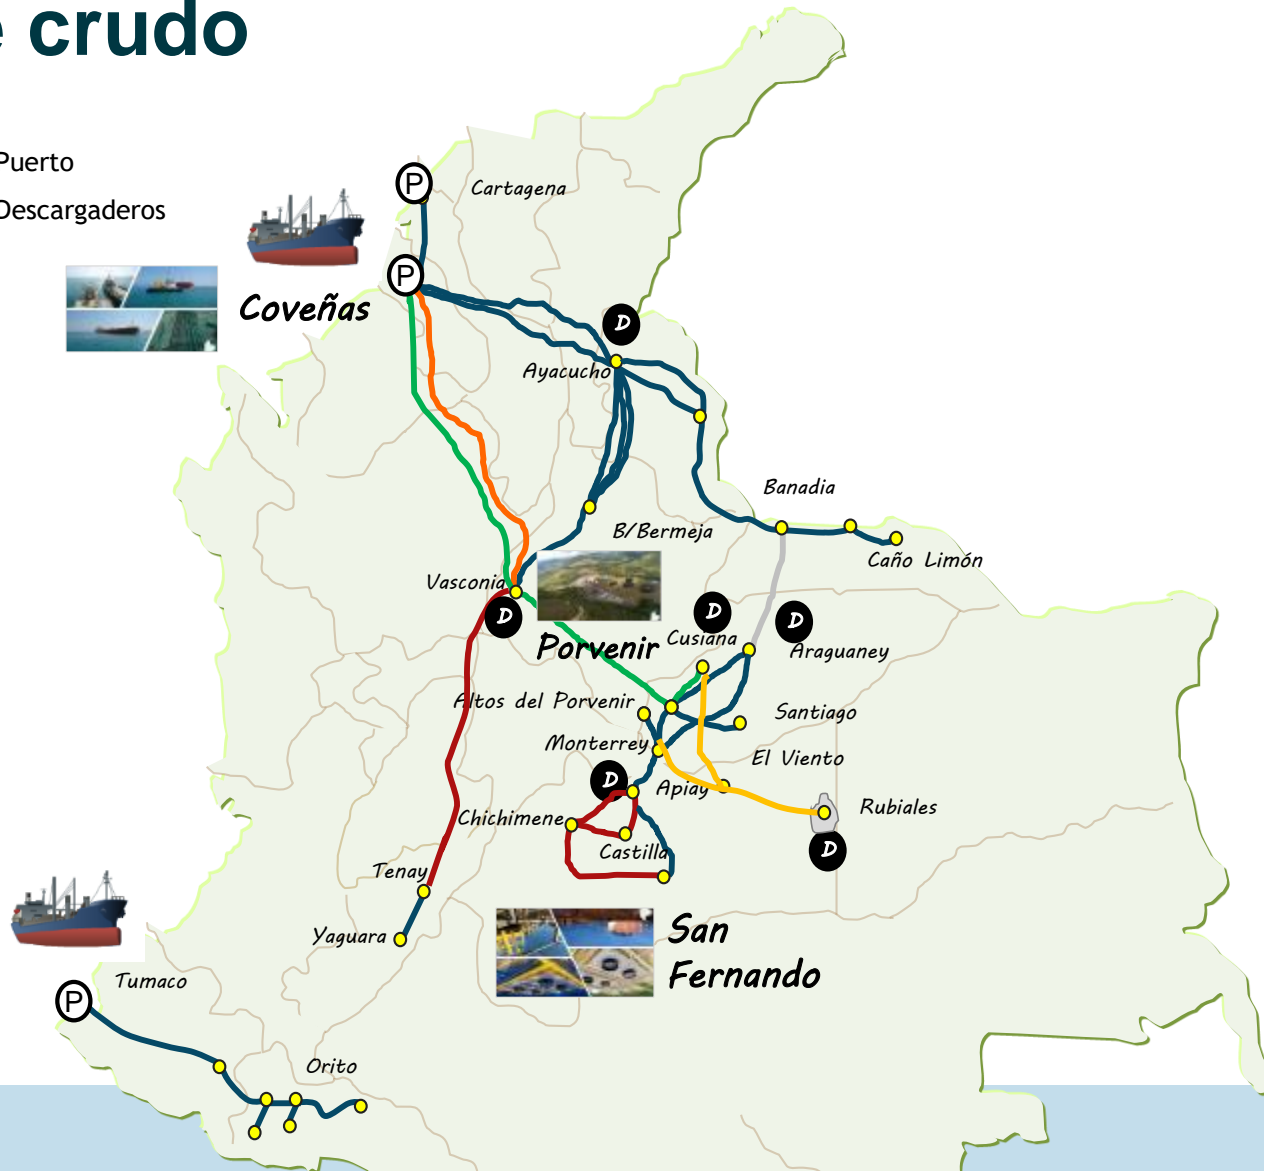 e crudo
Puerto
Descargaderos
P
Cartagena
P
Coveñas
D
Ayacucho
Banadia
B/Bermeja
Caño Limón
Vasconia
D
D
D
Cusiana
Porvenir
Araguaney
Altos del Porvenir
Santiago
Monterrey
El Viento
D
Apiay
Rubiales
Chichimene
D
Castilla
Tenay
San
Fernando
Yaguara
Tumaco
P
Orito